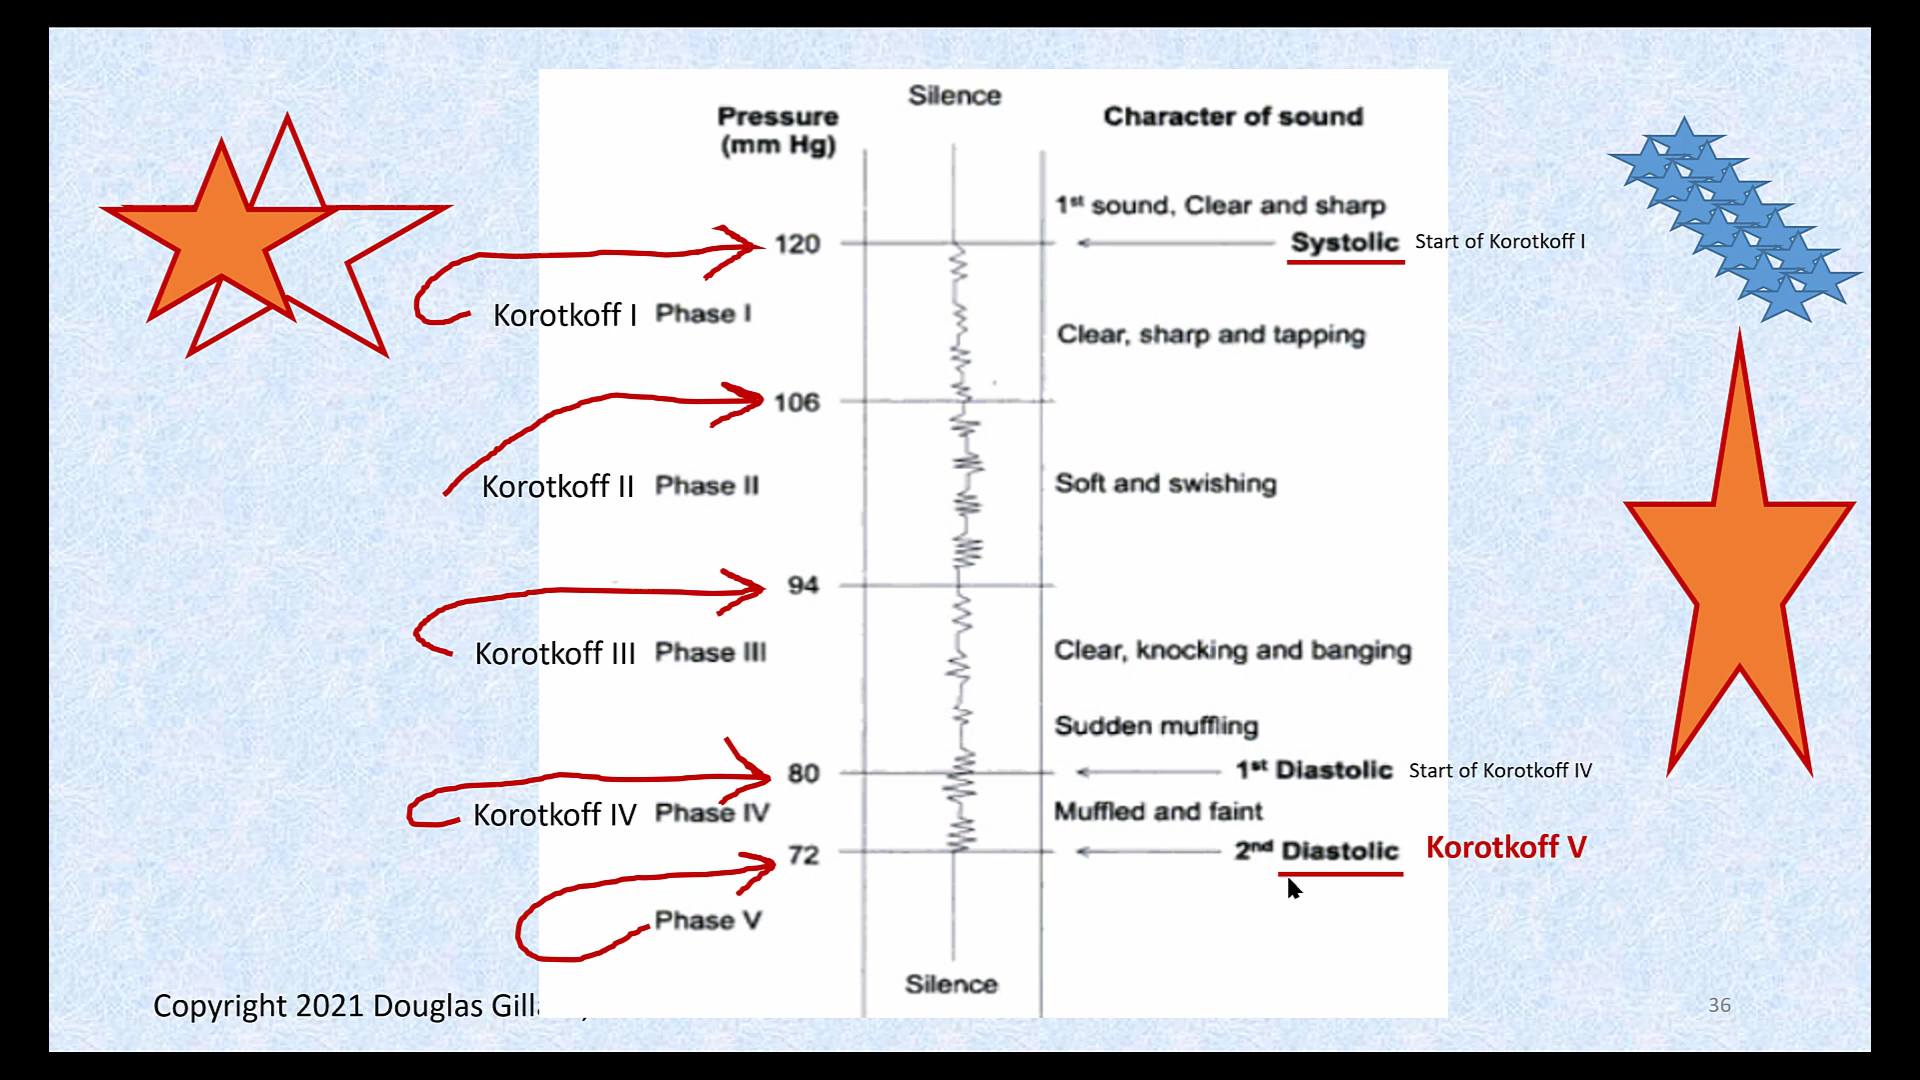 Silence
Pressure
(mm Hg)
Character of sound
1st sound, Clear and sharp
120
Systolic
Start of Korotkoff I
Korotkoff I
Phase I
Clear, sharp and tapping
106
Korotkoff II
Phase II
Soft and swishing
94
Korotkoff III
Phase III
Clear, knocking and banging
Sudden muffling
80
1st Diastolic
Start of Korotkoff IV
Korotkoff IV
Phase IV
Muffled and faint
72
2nd Diastolic
Korotkoff V
Phase V
Silence
Copyright 2021 Douglas
36